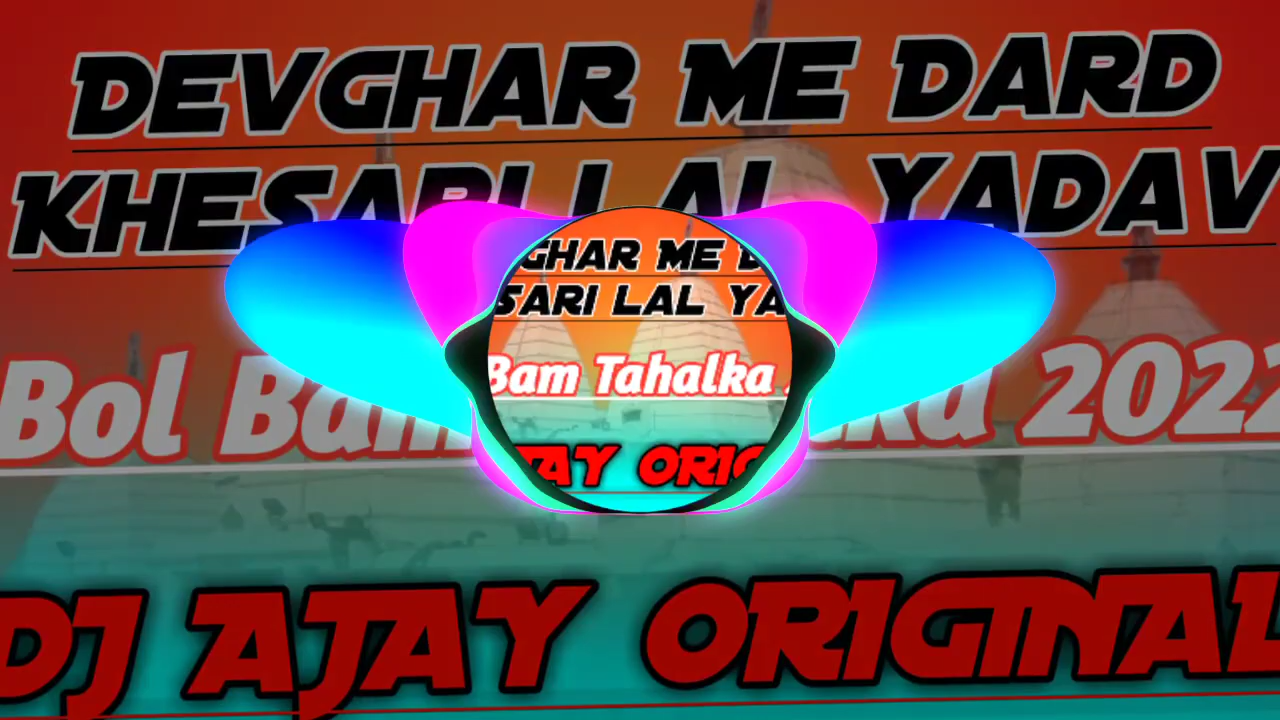 DEVGHAR ME DARD
KHESARI LAL YADAV
GHAR ME
SARI LAL YA
Bam Tahalka
Bol Bam 2022
AJAY ORIG
DJ AJAY ORIGINAL